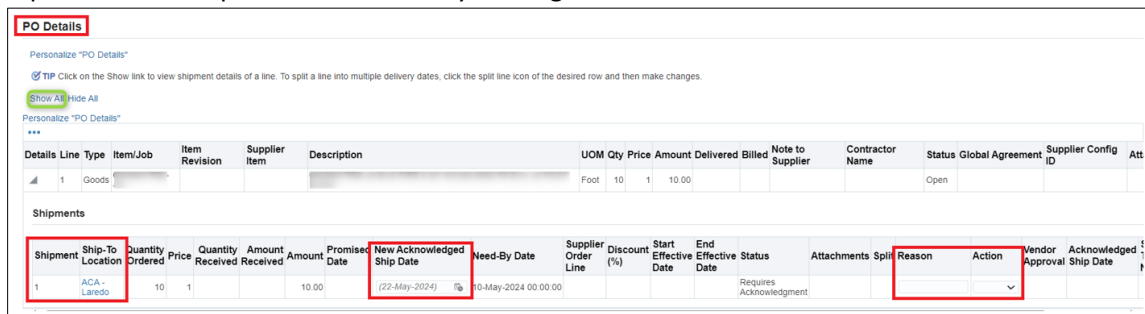 PO Details
Personalize "PO Details"
TIP Click on the Show link to view shipment details of a line. To split a line into multiple delivery dates, click the split line icon of the desired row and then make changes.
Show All Hide All
Personalize "PO Details"
Details Line Type Item/Job Item Revision Supplier Item Description UOM Qty Price Amount Delivered Billed Note to Supplier Contractor Name Status Global Agreement Supplier Config ID Att
1 Goods Foot 10 1 10.00 Open
Shipments
Shipment Ship-To Location Quantity Ordered Price Quantity Received Amount Received Amount Promised Date New Acknowledged Ship Date Need-By Date Supplier Order Line Discount (%) Start Effective Date End Effective Date Status Attachments Split Reason Action Vendor Approval Acknowledged Ship Date
1 ACA - Laredo 10 1 10.00 (22-May-2024) 10-May-2024 00:00:00 Requires Acknowledgment